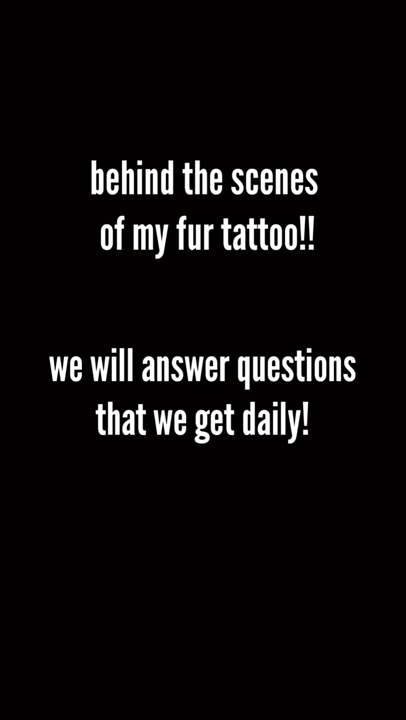 behind the scenes
of my fur tattoo!!
we will answer questions
that we get daily!